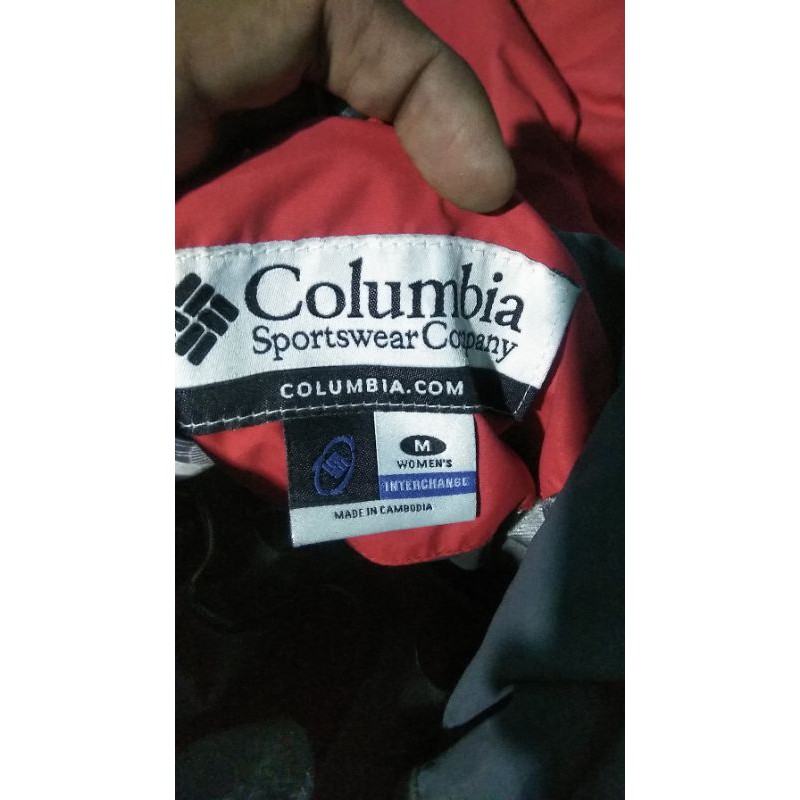 Columbia
Sportswear Company
COLUMBIA.COM
M
WOMEN'S
INTERCHANGE
MADE IN CAMBODIA